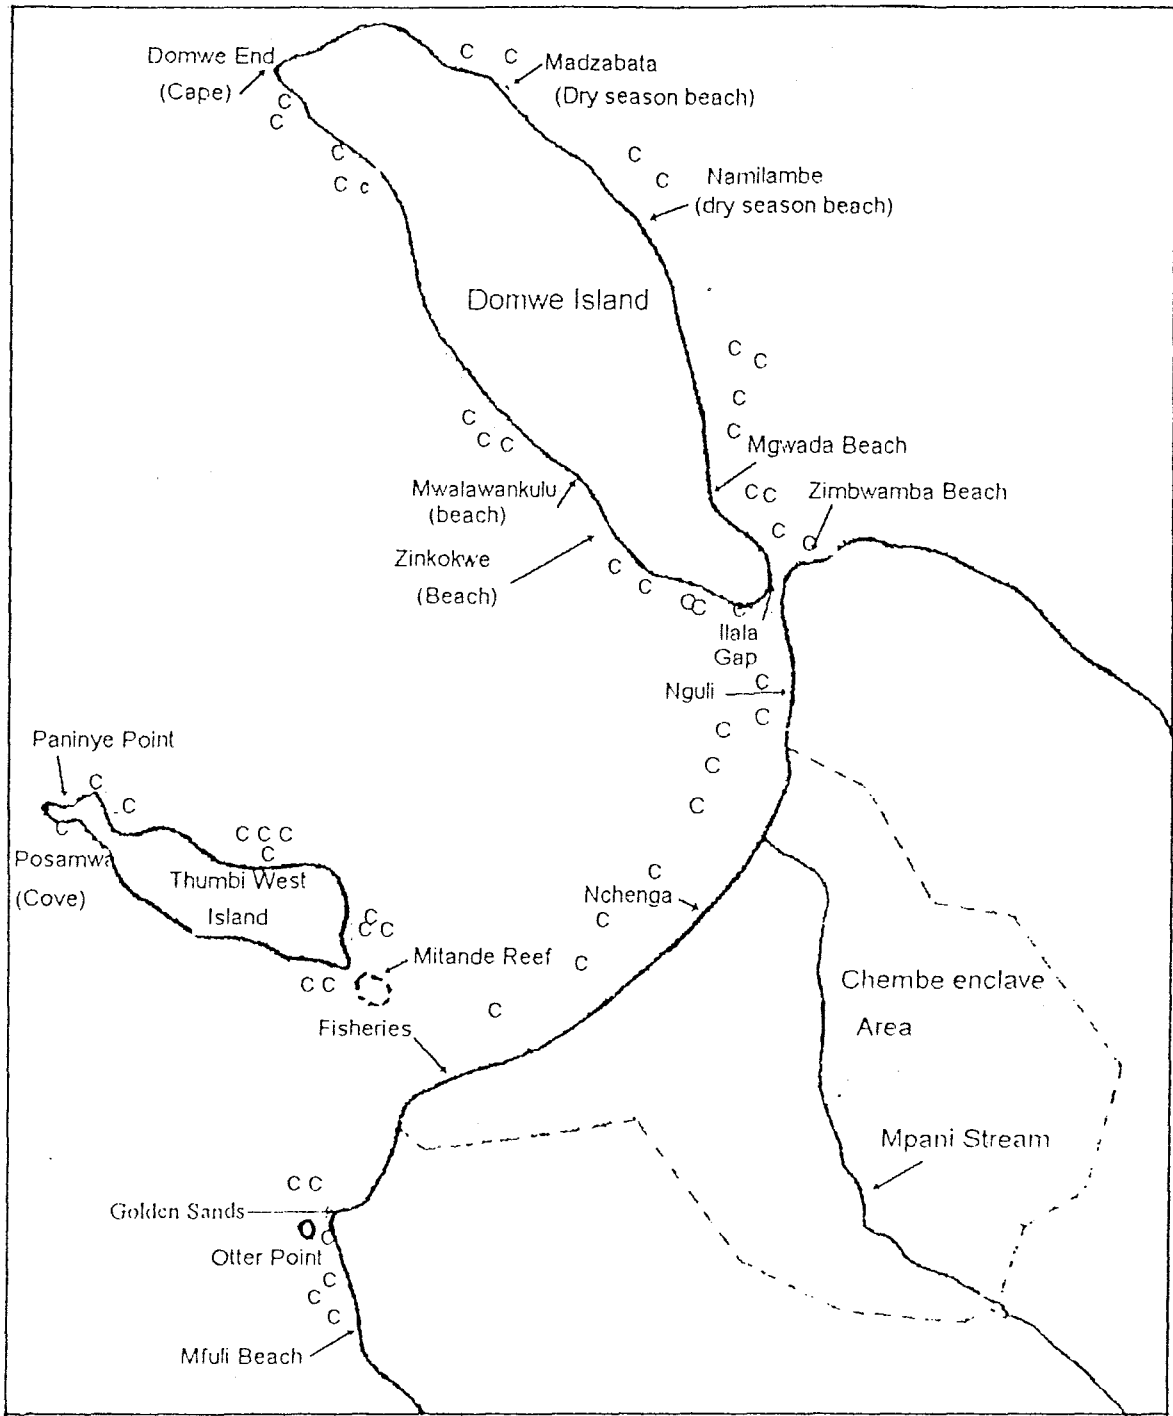 Domwe End
(Cape)
C C
Madzabata
(Dry season beach)
C
C
C
C c
C
C
Namilambe
(dry season beach)
Domwe Island
C
C
C
C
C
C C
Mgwada Beach
Mwalawankulu
(beach)
C C
Zimbwamba Beach
C
C
Zinkokwe
(Beach)
C
C
C C
C
Ilala
Gap
Nguli
C
C
C
C
C
Paninye Point
C
C
C
C C C
C
Posamwa
(Cove)
Thumbi West
Island
C
Nchenga
C
C
C C
Mitande Reef
C
C C
C
Fisheries
Chembe enclave
Area
Mpani Stream
C C
Golden Sands
C
Otter Point
C
C
C
Mfuli Beach